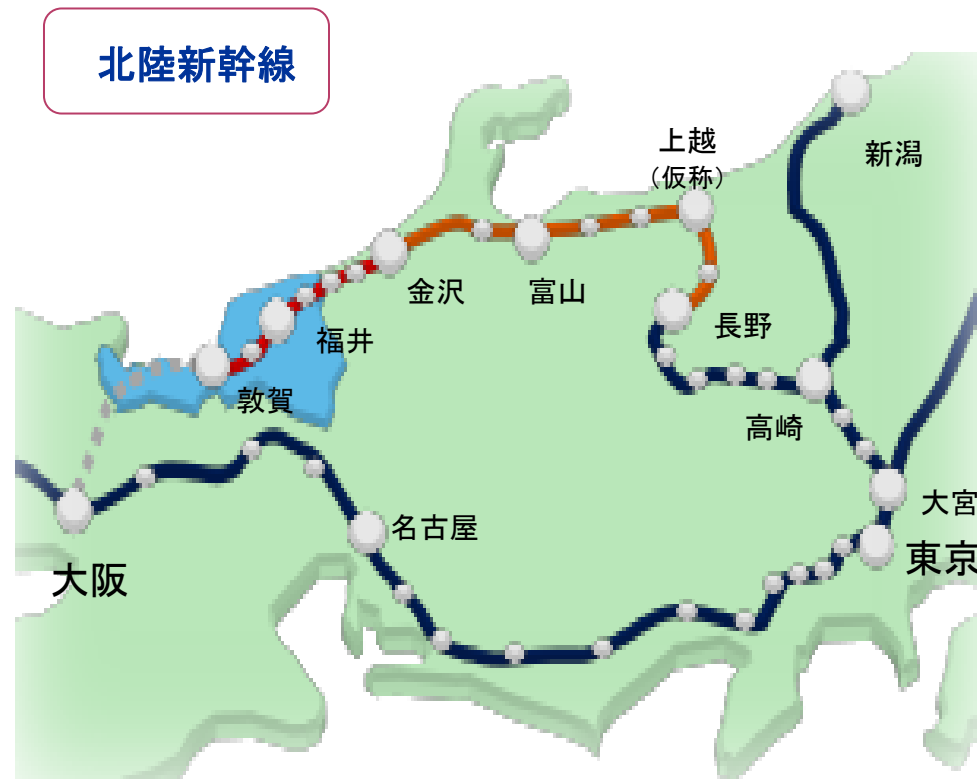 北陸新幹線
上越
（仮称）
新潟
金沢
富山
長野
福井
敦賀
高崎
大宮
名古屋
東京
大阪